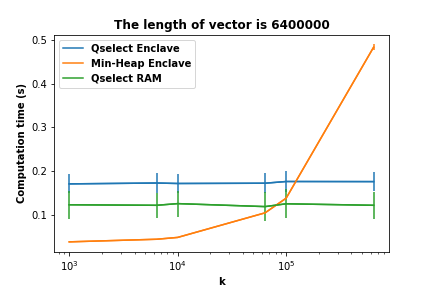 The length of vector is 6400000
Qselect Enclave
Min-Heap Enclave
Qselect RAM
Computation time (s)
0.5
0.4
0.3
0.2
0.1
10³
10⁴
10⁵
k